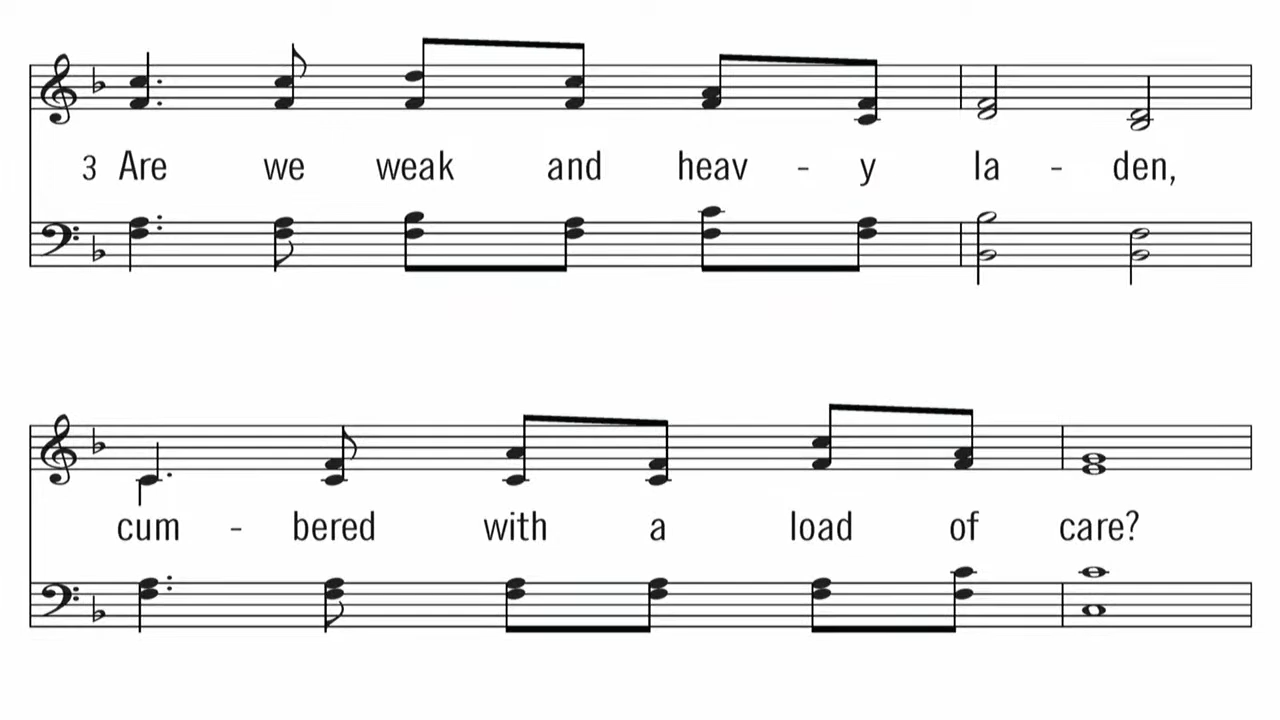 3 Are we weak and heav - y la - den,
cum - bered with a load of care?